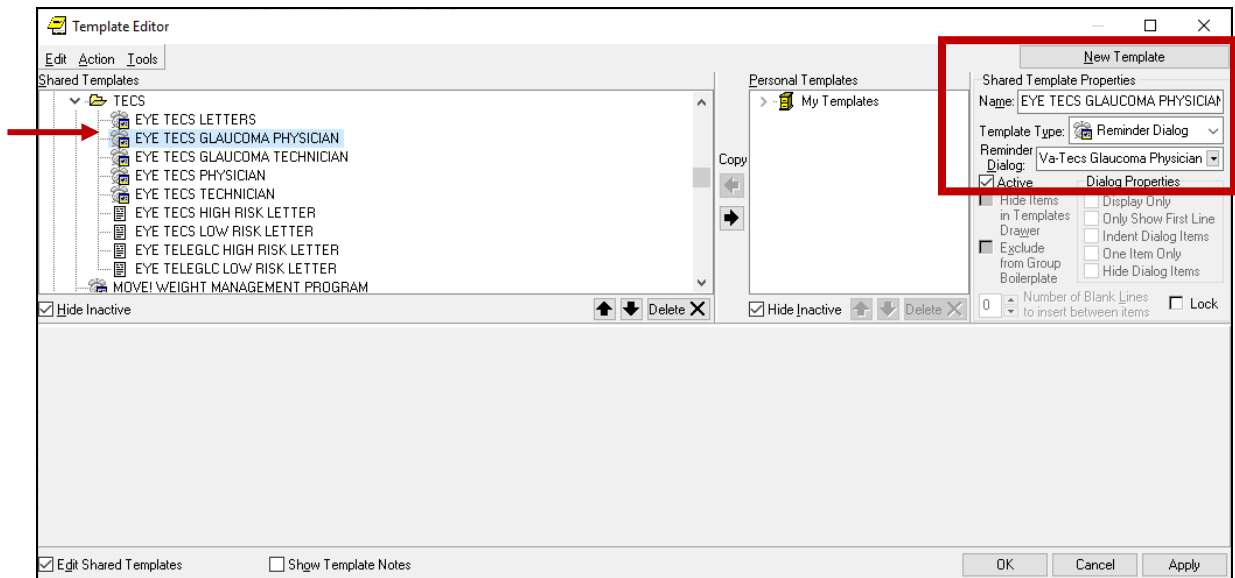 Template Editor
Edit Action Tools
New Template
Shared Templates
TECS
EYE TECS LETTERS
EYE TECS GLAUCOMA PHYSICIAN
EYE TECS GLAUCOMA TECHNICIAN
EYE TECS PHYSICIAN
EYE TECS TECHNICIAN
EYE TECS HIGH RISK LETTER
EYE TECS LOW RISK LETTER
EYE TELEGLC HIGH RISK LETTER
EYE TELEGLC LOW RISK LETTER
MOVE! WEIGHT MANAGEMENT PROGRAM
Hide Inactive
Delete
Copy
Personal Templates
My Templates
Hide Inactive
Delete
Shared Template Properties
Name: EYE TECS GLAUCOMA PHYSICIAN
Template Type: Reminder Dialog
Reminder
Dialog: Va-Tecs Glaucoma Physician
Active
Hide Items
in Templates
Drawer
Exclude
from Group
Boilerplate
Dialog Properties
Display Only
Only Show First Line
Indent Dialog Items
One Item Only
Hide Dialog Items
0 Number of Blank Lines
to insert between items
Lock
Edit Shared Templates
Show Template Notes
OK
Cancel
Apply